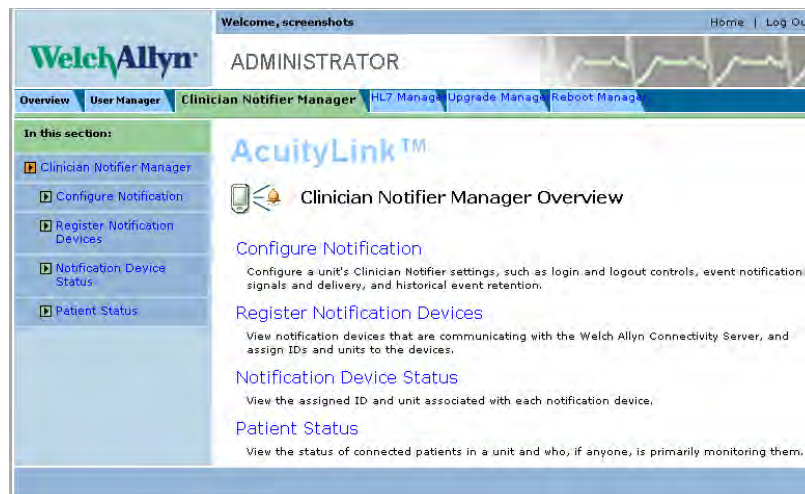 Welcome, screenshots
Home | Log Ou
WelchAllyn
ADMINISTRATOR
Overview User Manager Clinician Notifier Manager HL7 Manage Upgrade Manage Reboot Manager
In this section:
Clinician Notifier Manager
Configure Notification
Register Notification
Devices
Notification Device
Status
Patient Status
AcuityLink™
Clinician Notifier Manager Overview
Configure Notification
Configure a unit's Clinician Notifier settings, such as login and logout controls, event notification
signals and delivery, and historical event retention.
Register Notification Devices
View notification devices that are communicating with the Welch Allyn Connectivity Server, and
assign IDs and units to the devices.
Notification Device Status
View the assigned ID and unit associated with each notification device.
Patient Status
View the status of connected patients in a unit and who, if anyone, is primarily monitoring them.